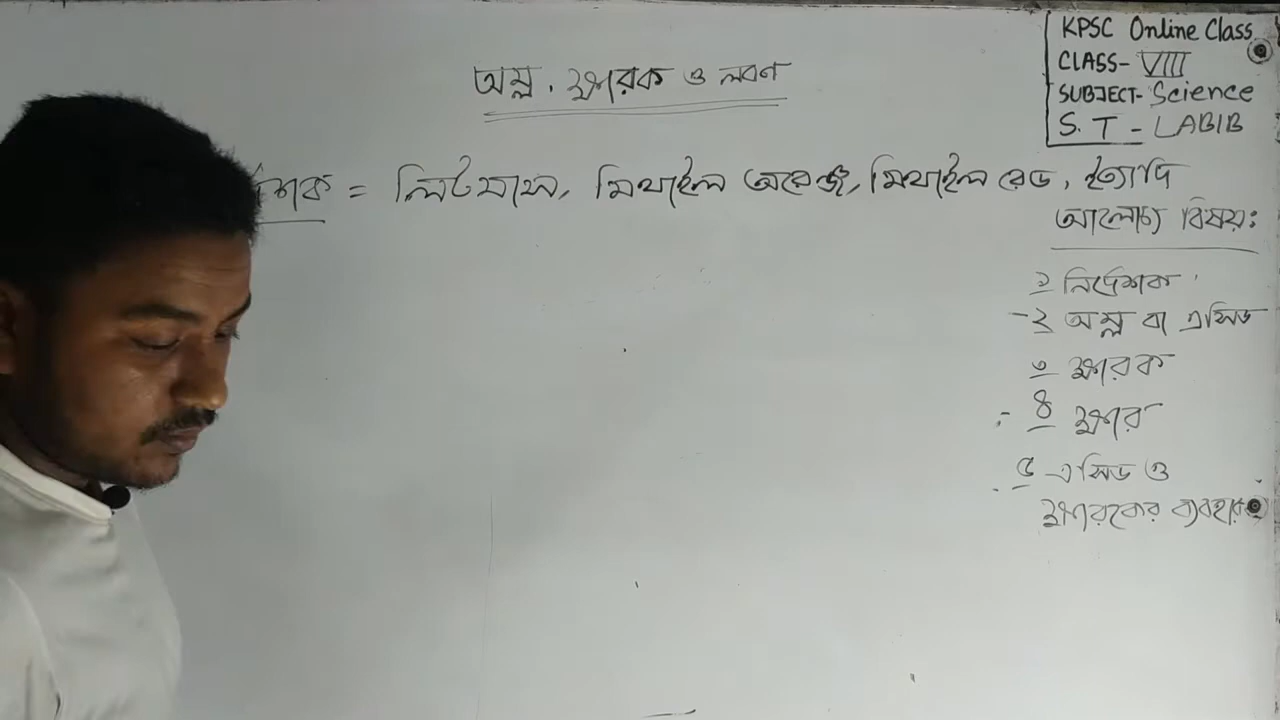 KPSC Online Class
CLASS- VIII
SUBJECT- Science
S. T - LABIB
অম্ল . ক্ষারক ও লবণ
= লিটমাস, মিথাইল অরেঞ্জ, মিথাইল রেড, ইত্যাদি
আলোচ্য বিষয়ঃ
১ নির্দেশক
২ অম্ল বা এসিড
৩ ক্ষারক
৪ ক্ষার
৫ এসিড ও
ক্ষারকের ব্যবহার